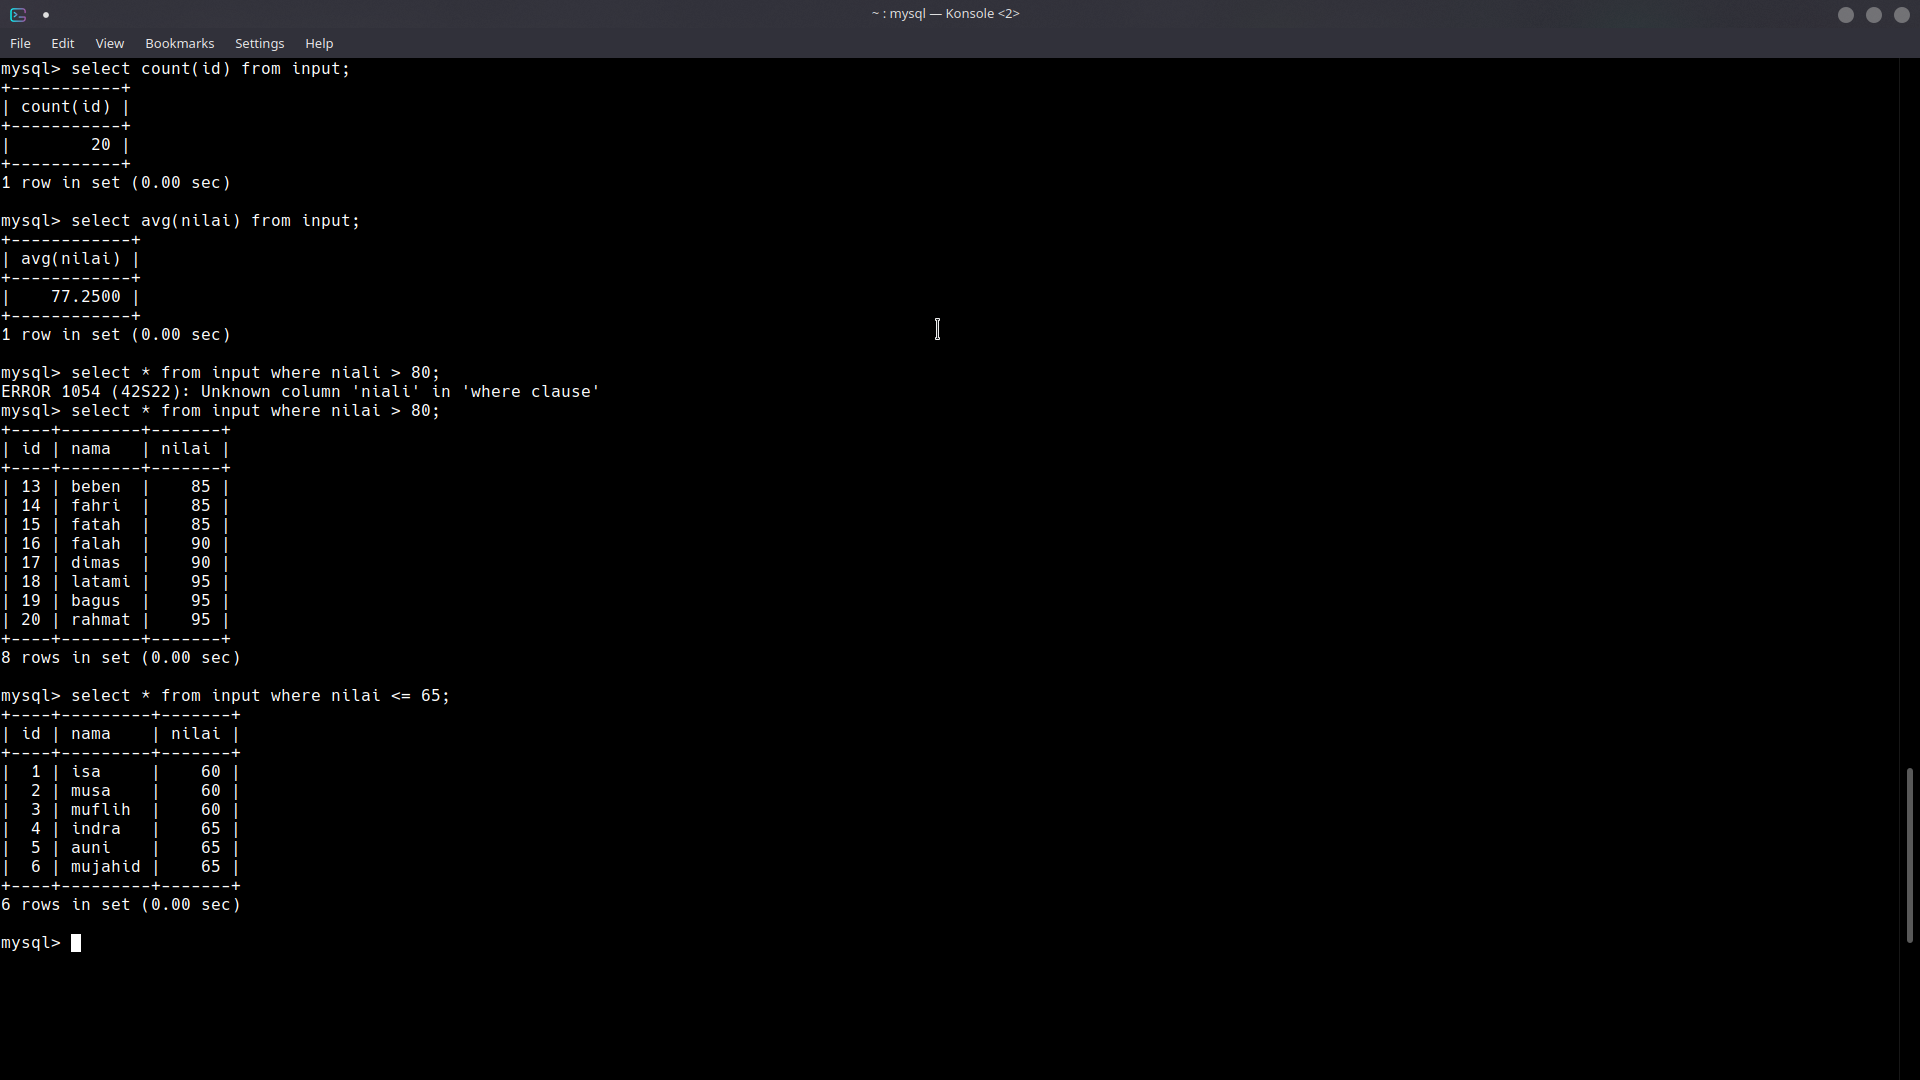 ~ : mysql — Konsole <2>
File Edit View Bookmarks Settings Help
mysql> select count(id) from input;
+-----------+
| count(id) |
+-----------+
|        20 |
+-----------+
1 row in set (0.00 sec)

mysql> select avg(nilai) from input;
+------------+
| avg(nilai) |
+------------+
|    77.2500 |
+------------+
1 row in set (0.00 sec)

mysql> select * from input where niali > 80;
ERROR 1054 (42S22): Unknown column 'niali' in 'where clause'
mysql> select * from input where nilai > 80;
+----+--------+-------+
| id | nama   | nilai |
+----+--------+-------+
| 13 | beben  |    85 |
| 14 | fahri  |    85 |
| 15 | fatah  |    85 |
| 16 | falah  |    90 |
| 17 | dimas  |    90 |
| 18 | latami |    95 |
| 19 | bagus  |    95 |
| 20 | rahmat |    95 |
+----+--------+-------+
8 rows in set (0.00 sec)

mysql> select * from input where nilai <= 65;
+----+---------+-------+
| id | nama    | nilai |
+----+---------+-------+
|  1 | isa     |    60 |
|  2 | musa    |    60 |
|  3 | muflih  |    60 |
|  4 | indra   |    65 |
|  5 | auni    |    65 |
|  6 | mujahid |    65 |
+----+---------+-------+
6 rows in set (0.00 sec)

mysql>